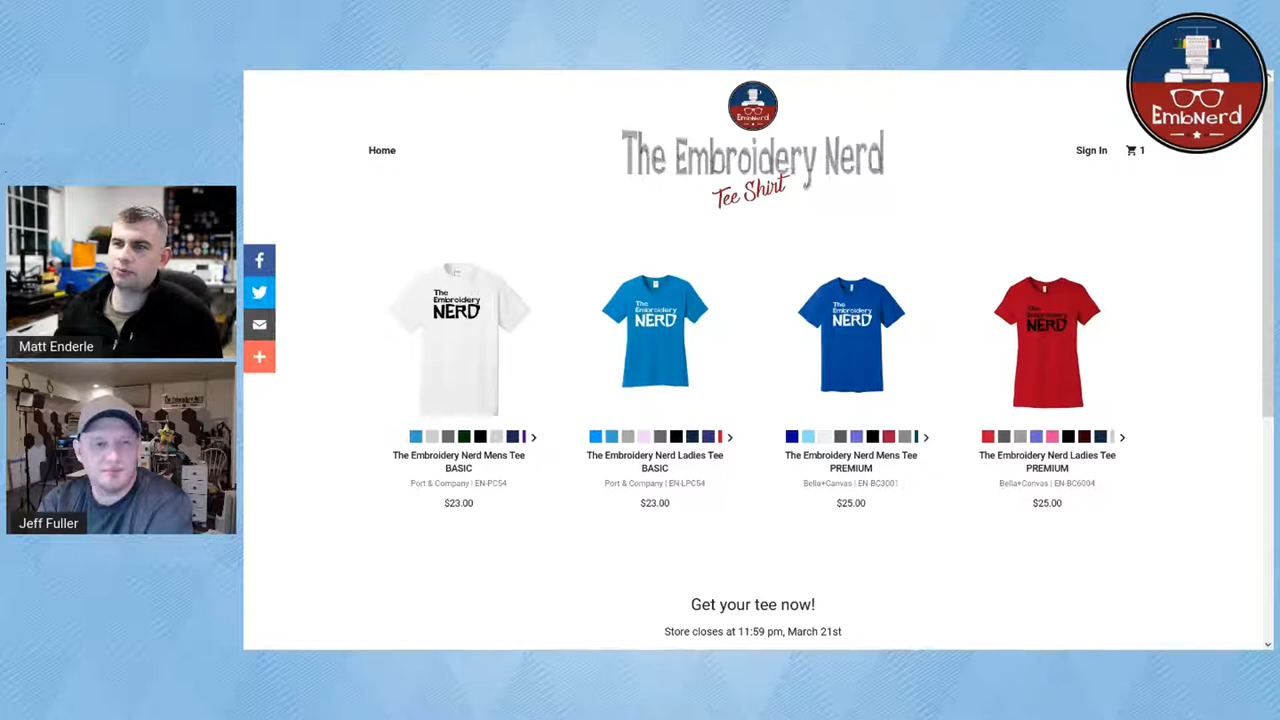 EmbNerd
EmbNerd
The Embroidery Nerd
Tee Shirt
Home
Sign In
1
Matt Enderle
Jeff Fuller
The
Embroidery
NERD
The
Embroidery
NERD
The
Embroidery
NERD
The
Embroidery
NERD
The Embroidery Nerd Mens Tee
BASIC
Port & Company | EN-PC54
$23.00
The Embroidery Nerd Ladies Tee
BASIC
Port & Company | EN-LPC54
$23.00
The Embroidery Nerd Mens Tee
PREMIUM
Bella+Canvas | EN-BC3001
$25.00
The Embroidery Nerd Ladies Tee
PREMIUM
Bella+Canvas | EN-BC6004
$25.00
Get your tee now!
Store closes at 11:59 pm, March 21st